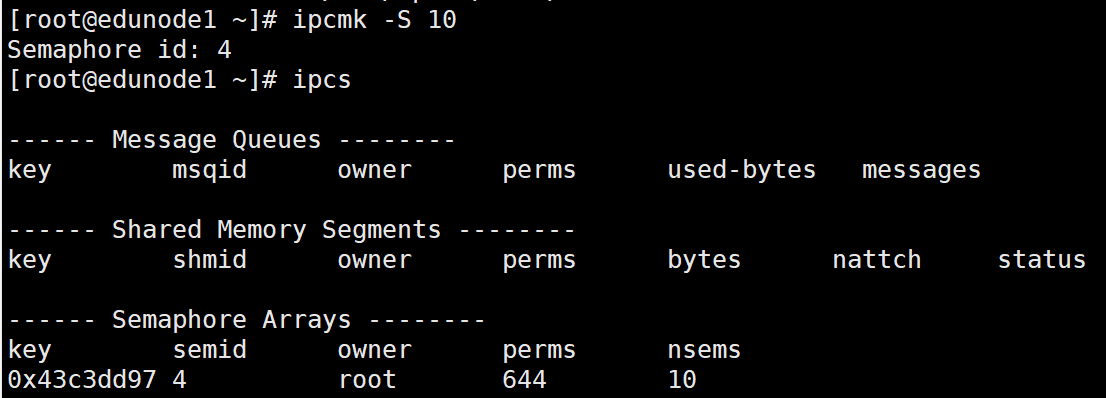 [root@edunode1 ~]# ipcmk -S 10
Semaphore id: 4
[root@edunode1 ~]# ipcs
------ Message Queues --------
key        msqid      owner      perms      used-bytes   messages
------ Shared Memory Segments --------
key        shmid      owner      perms      bytes      nattch     status
------ Semaphore Arrays --------
key        semid      owner      perms      nsems
0x43c3dd97 4          root       644        10